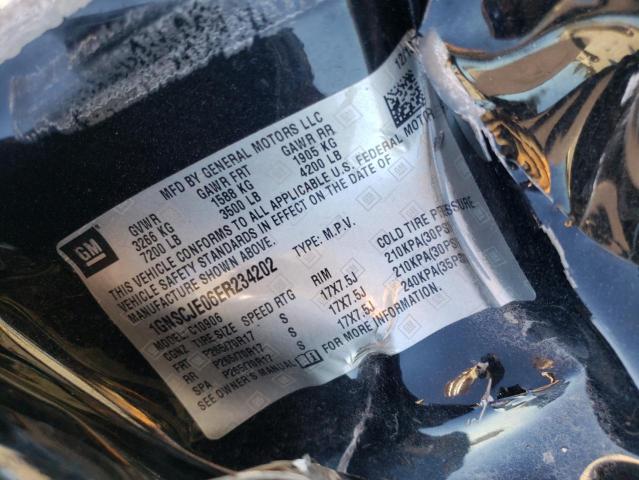 GM
MFD BY GENERAL MOTORS LLC 12/
GVWR GAWR FRT GAWR RR
3266 KG 1588 KG 1905 KG
7200 LB 3500 LB 4200 LB
THIS VEHICLE CONFORMS TO ALL APPLICABLE U.S. FEDERAL MOTOR
VEHICLE SAFETY STANDARDS IN EFFECT ON THE DATE OF
MANUFACTURE SHOWN ABOVE.
1GNSCJE06ER234202 TYPE: M.P.V.
MODEL: C10906
TIRE SIZE SPEED RTG RIM COLD TIRE PRESSURE
FRT P265/70R17 S 17X7.5J 210KPA(30PSI
RR P265/70R17 S 17X7.5J 210KPA(30PSI
SPA P265/70R17 S 17X7.5J 240KPA(35PSI
SEE OWNER'S MANUAL FOR MORE INFORMATION.